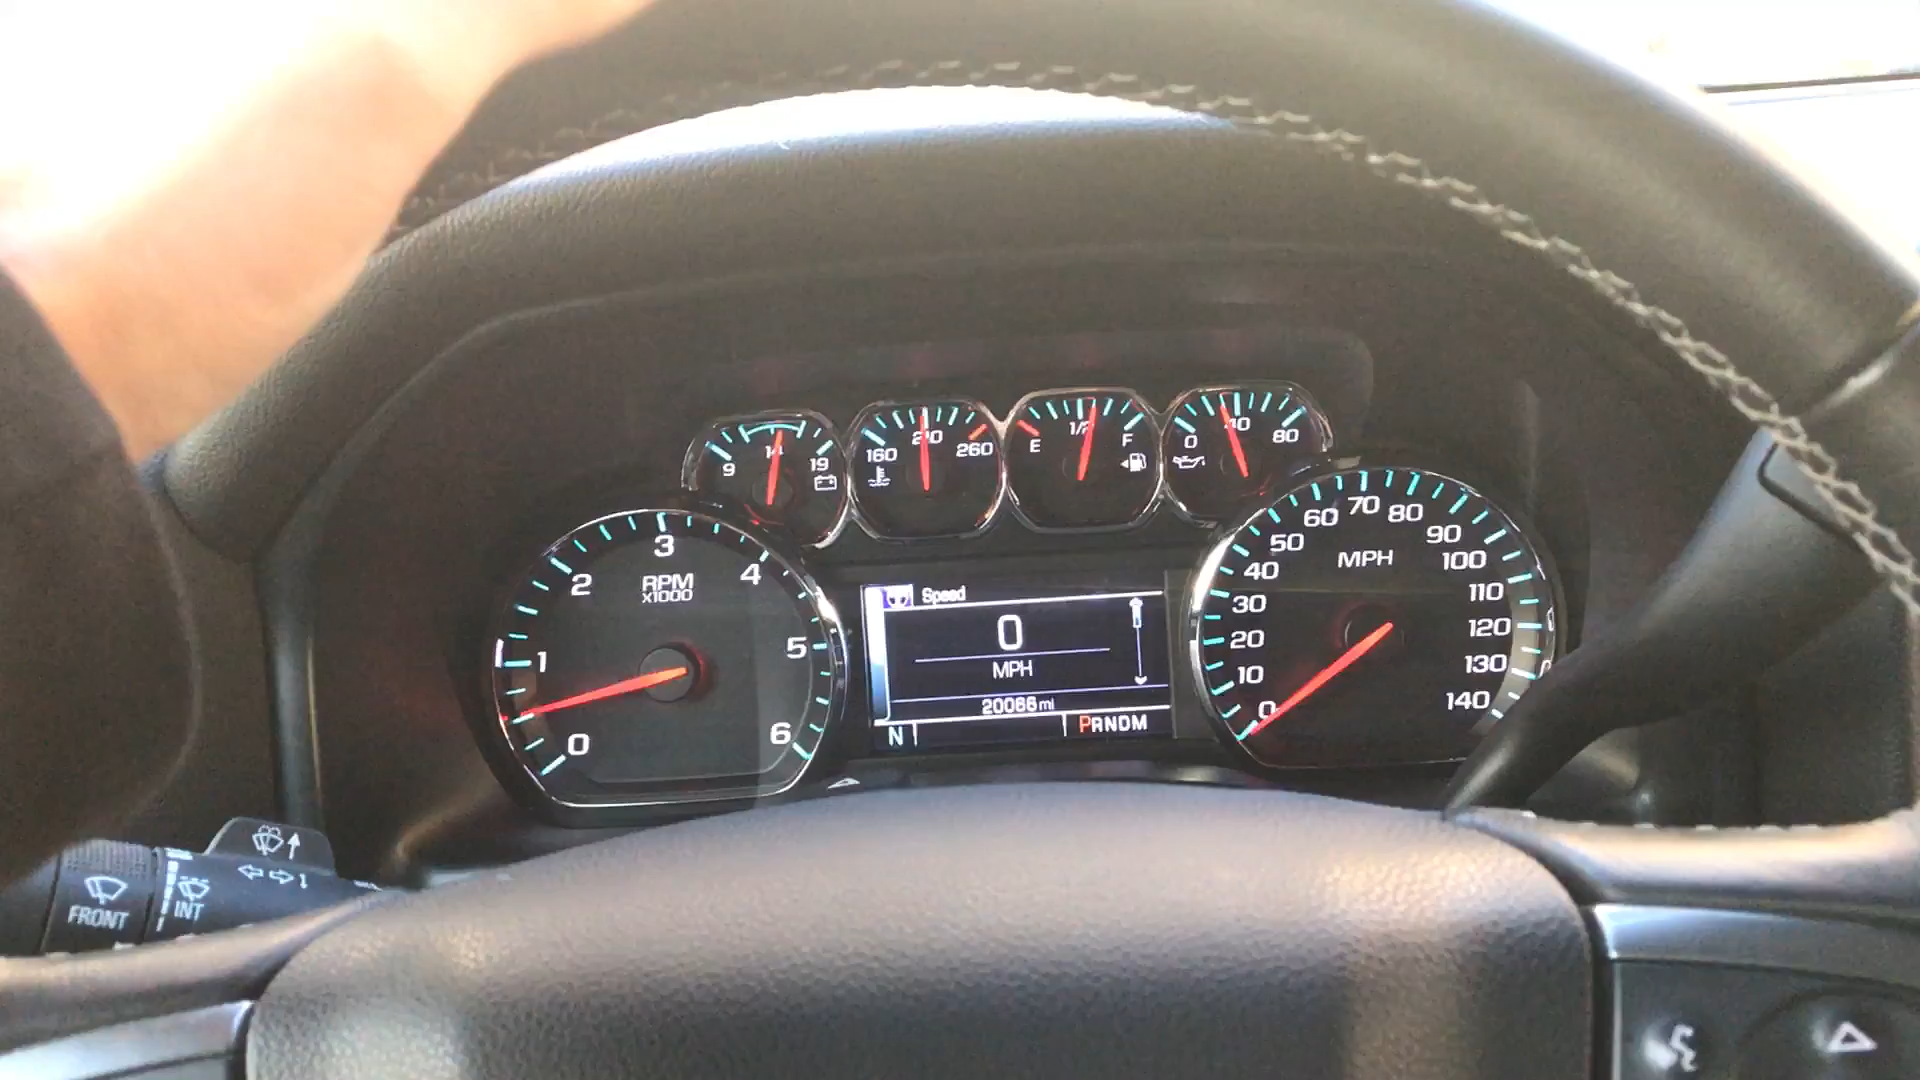 9 14 19
160 210 260
E 1/2 F
0 40 80
0 1 2 3 4 5 6
RPM
x1000
Speed
0
MPH
20066 mi
N PRNDM
0 10 20 30 40 50 60 70 80 90 100 110 120 130 140
MPH
FRONT
INT